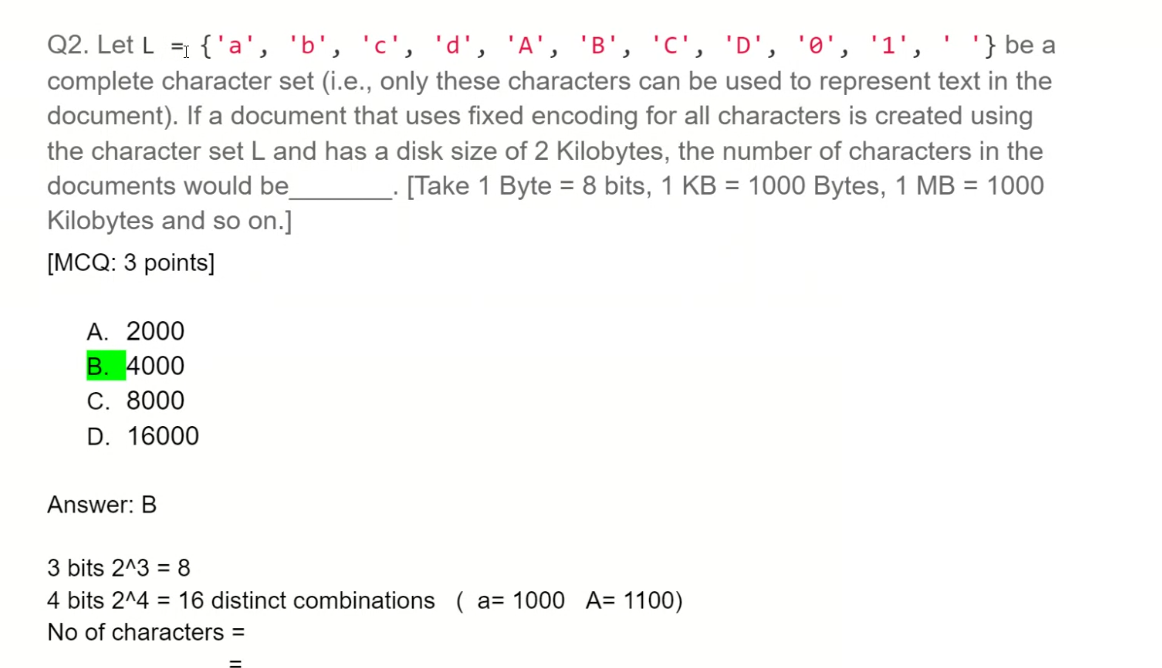 Q2. Let L = {'a', 'b', 'c', 'd', 'A', 'B', 'C', 'D', '0', '1', ' '} be a
complete character set (i.e., only these characters can be used to represent text in the
document). If a document that uses fixed encoding for all characters is created using
the character set L and has a disk size of 2 Kilobytes, the number of characters in the
documents would be_______. [Take 1 Byte = 8 bits, 1 KB = 1000 Bytes, 1 MB = 1000
Kilobytes and so on.]
[MCQ: 3 points]
A. 2000
B. 4000
C. 8000
D. 16000
Answer: B
3 bits 2^3 = 8
4 bits 2^4 = 16 distinct combinations ( a= 1000 A= 1100)
No of characters =
=